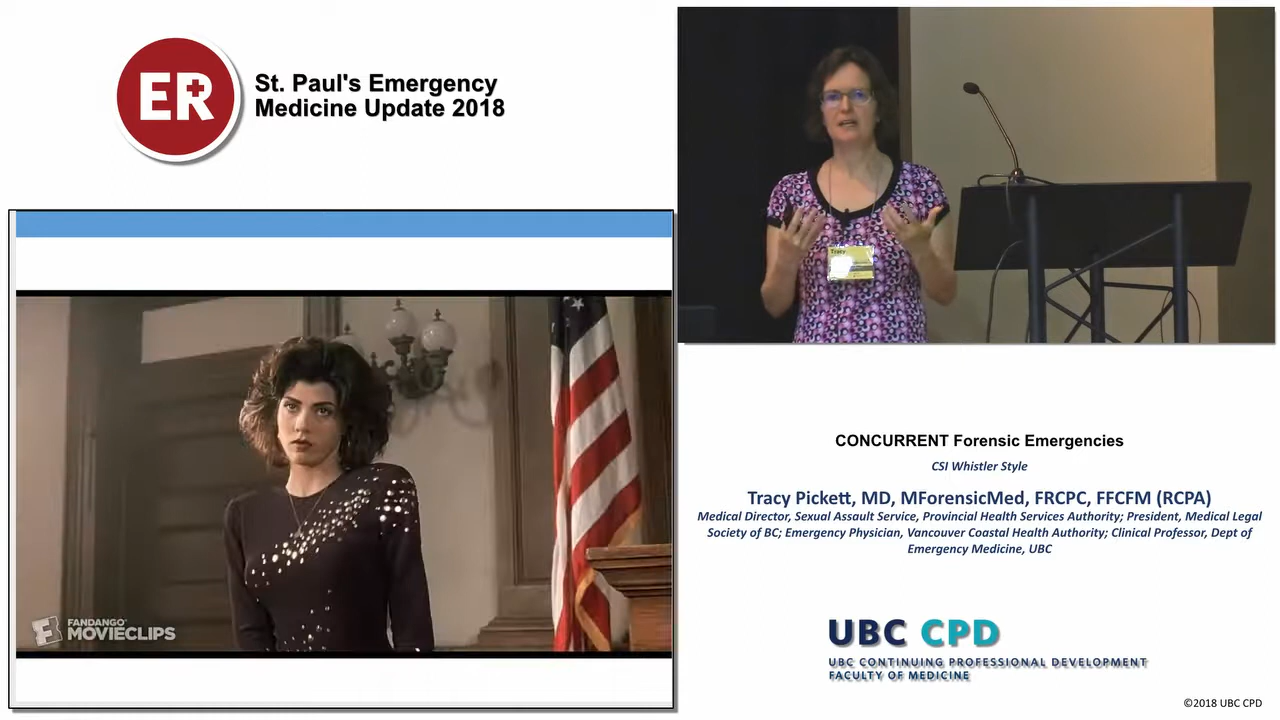 ER
St. Paul's Emergency
Medicine Update 2018
FANDANGO
MOVIECLIPS
Tracy
CONCURRENT Forensic Emergencies
CSI Whistler Style
Tracy Pickett, MD, MForensicMed, FRCPC, FFCFM (RCPA)
Medical Director, Sexual Assault Service, Provincial Health Services Authority; President, Medical Legal
Society of BC; Emergency Physician, Vancouver Coastal Health Authority; Clinical Professor, Dept of
Emergency Medicine, UBC
UBC CPD
UBC CONTINUING PROFESSIONAL DEVELOPMENT
FACULTY OF MEDICINE
©2018 UBC CPD